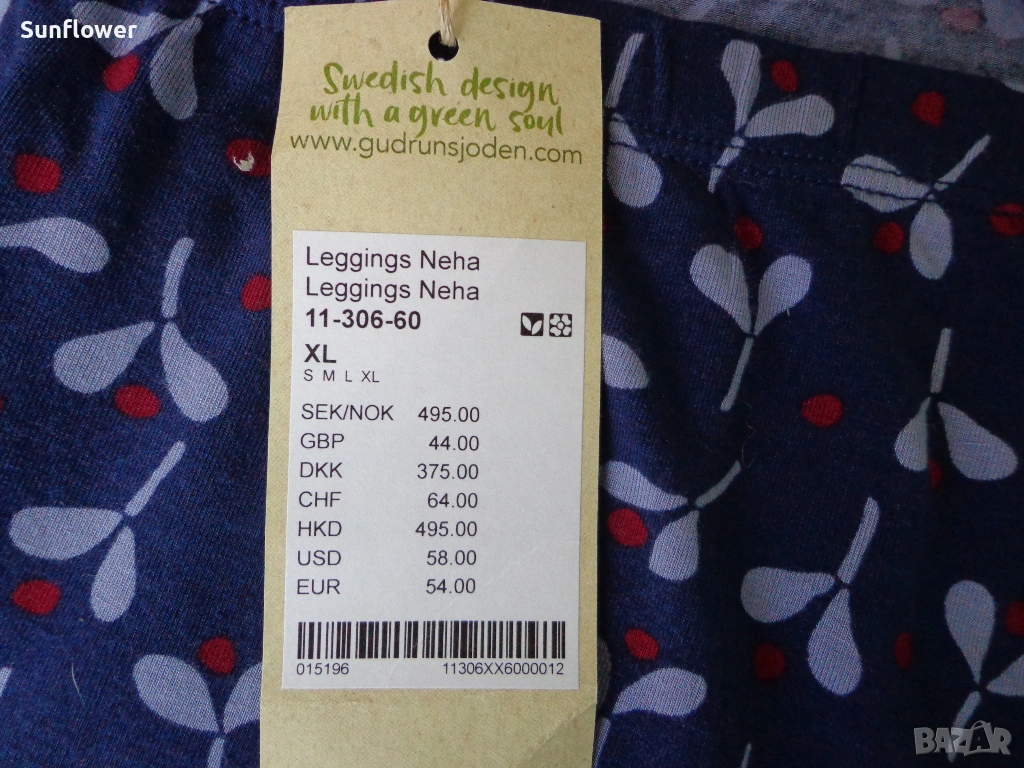 Sunflower
Swedish design
with a green soul
www.gudrunsjoden.com
Leggings Neha
Leggings Neha
11-306-60
XL
S M L XL
SEK/NOK 495.00
GBP 44.00
DKK 375.00
CHF 64.00
HKD 495.00
USD 58.00
EUR 54.00
015196 11306XX6000012
BAZAR